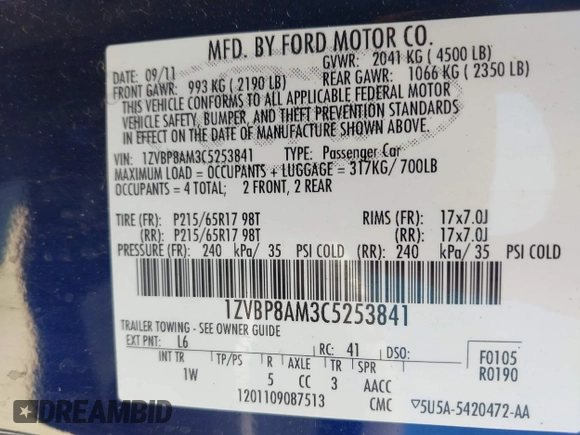 MFD. BY FORD MOTOR CO.
DATE: 09/11
GVWR: 2041 KG ( 4500 LB)
FRONT GAWR: 993 KG ( 2190 LB)
REAR GAWR: 1066 KG ( 2350 LB)
THIS VEHICLE CONFORMS TO ALL APPLICABLE FEDERAL MOTOR
VEHICLE SAFETY, BUMPER, AND THEFT PREVENTION STANDARDS
IN EFFECT ON THE DATE OF MANUFACTURE SHOWN ABOVE.
VIN: 1ZVBP8AM3C5253841 TYPE: Passenger Car
MAXIMUM LOAD = OCCUPANTS + LUGGAGE = 317KG/ 700LB
OCCUPANTS = 4 TOTAL; 2 FRONT, 2 REAR
TIRE (FR): P215/65R17 98T RIMS (FR): 17x7.0J
(RR): P215/65R17 98T (RR): 17x7.0J
PRESSURE (FR): 240 kPa/ 35 PSI COLD (RR): 240 kPa/ 35 PSI COLD
1ZVBP8AM3C5253841
TRAILER TOWING - SEE OWNER GUIDE
EXT PNT: L6 RC: 41 DSO: F0105
INT TR TP/PS R AXLE TR SPR R0190
1W 5 CC 3 AACC
1201109087513 CMC ▽5U5A-5420472-AA
DREAMBID
dreambid.com